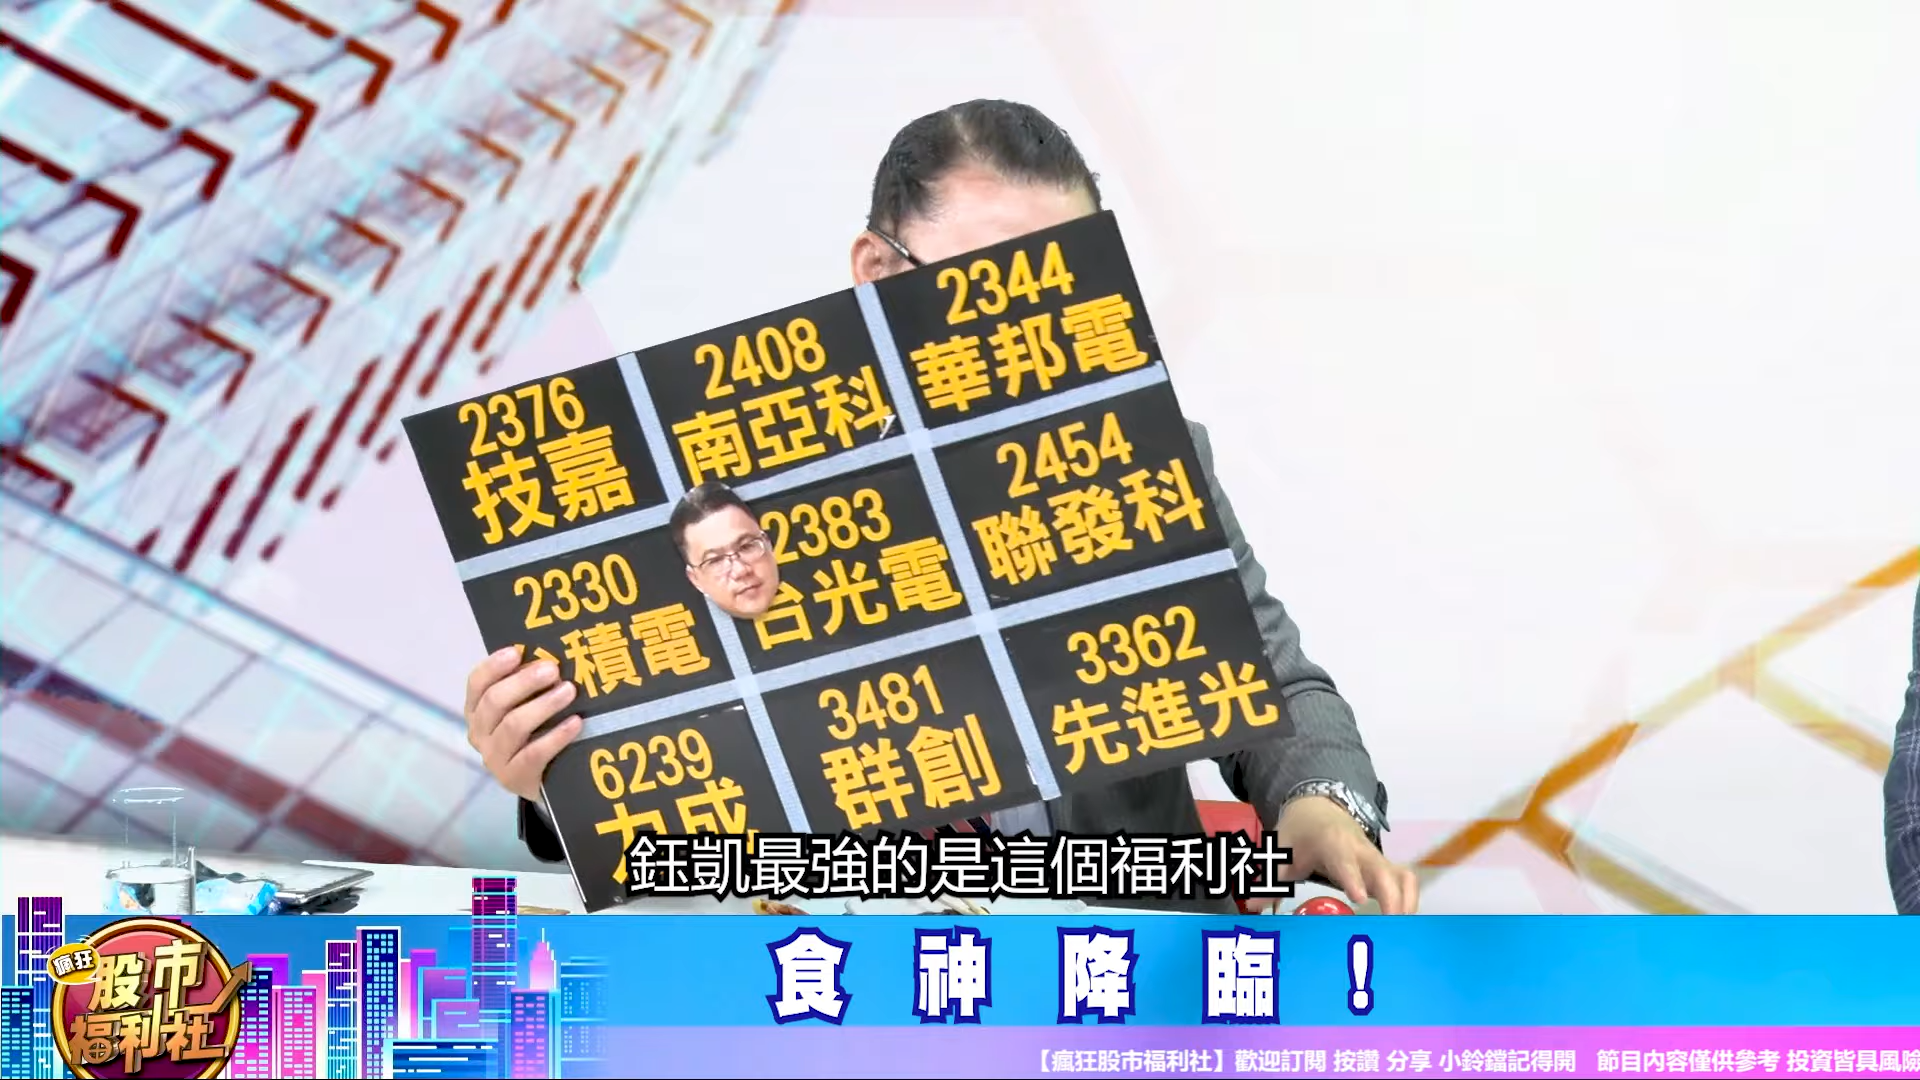 2376
技嘉
2408
南亞科
2344
華邦電
2330
台積電
2383
台光電
2454
聯發科
6239
力成
3481
群創
3362
先進光
鈺凱最強的是這個福利社
食神降臨!
瘋狂
股市
福利社
【瘋狂股市福利社】歡迎訂閱 按讚 分享 小鈴鐺記得開 節目內容僅供參考 投資皆具風險